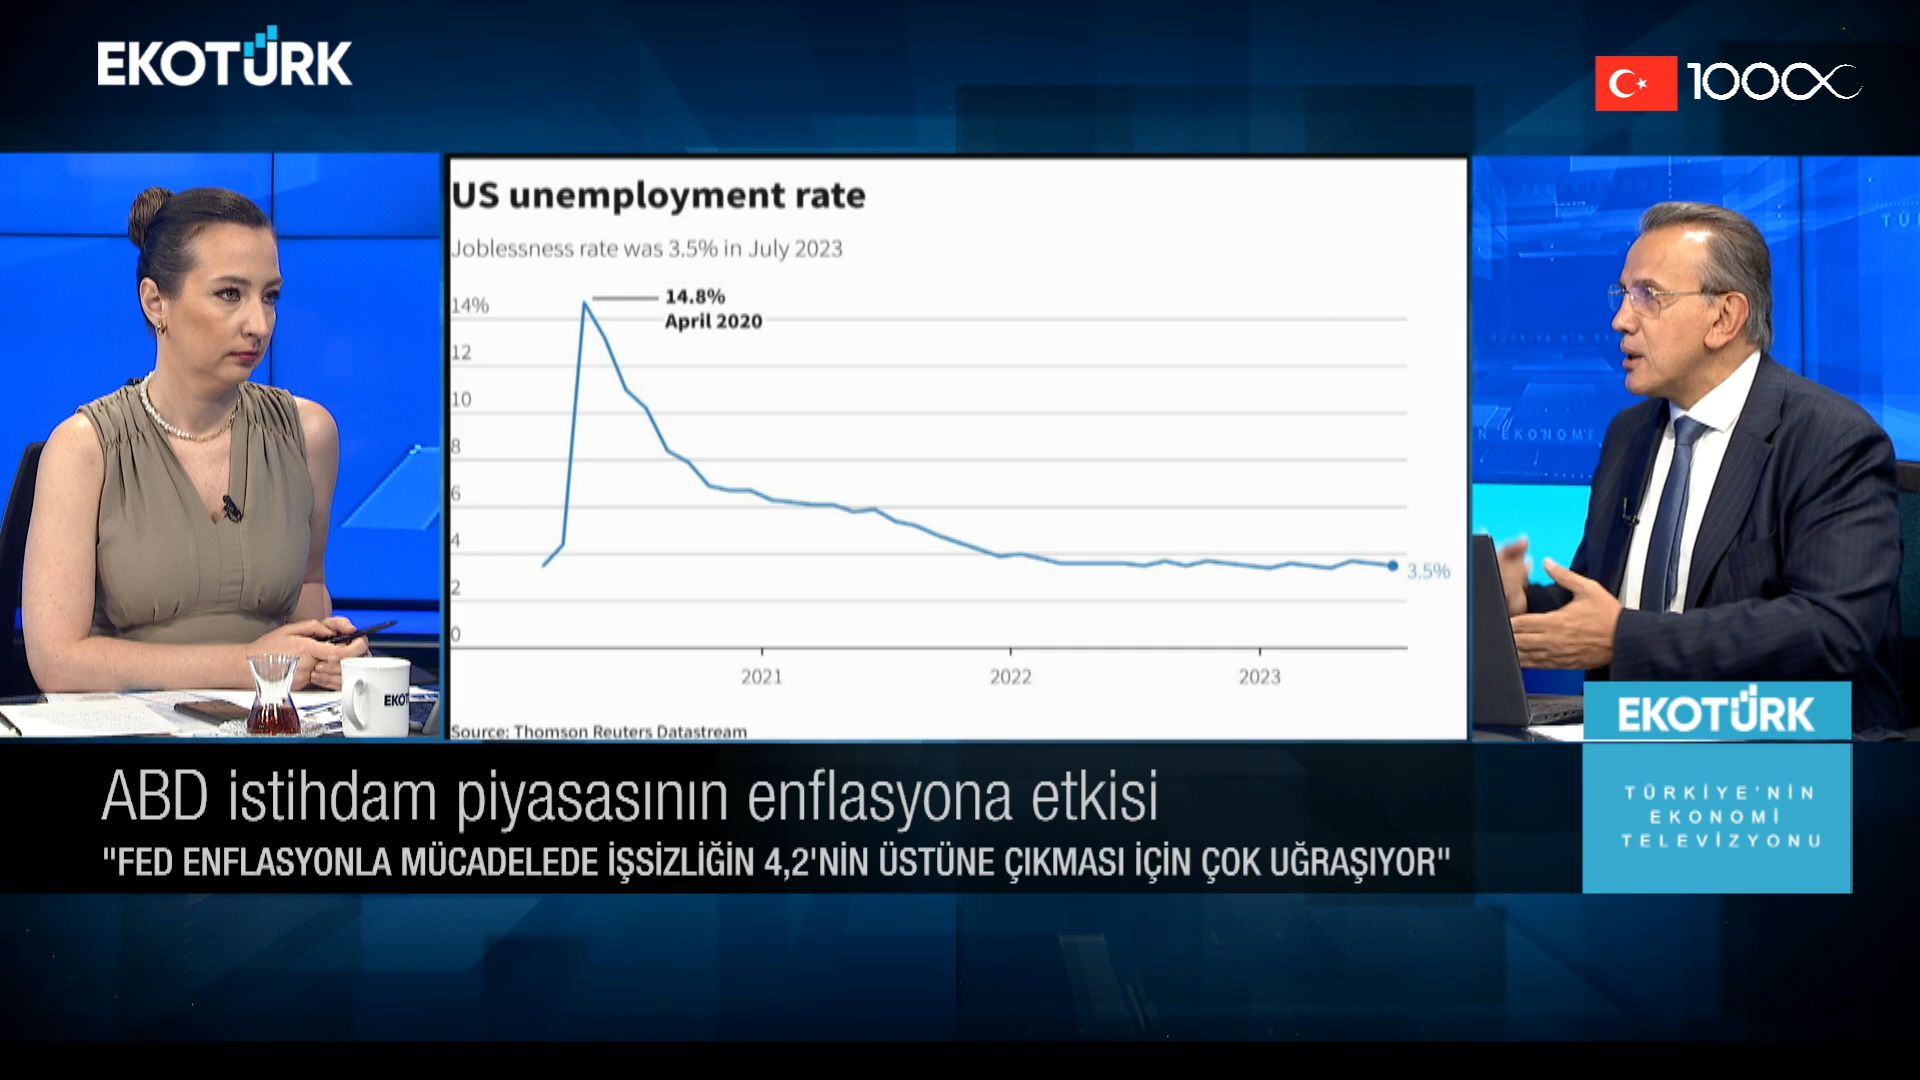 EKOTÜRK
100
US unemployment rate
Joblessness rate was 3.5% in July 2023
14.8%
April 2020
14%
12
10
8
6
4
2
0
3.5%
2021
2022
2023
Source: Thomson Reuters Datastream
N EKONOMİ
EKOT
EKOTÜRK
TÜRKİYE'NİN
EKONOMİ
TELEVİZYONU
ABD istihdam piyasasının enflasyona etkisi
"FED ENFLASYONLA MÜCADELEDE İŞSİZLİĞİN 4,2'NİN ÜSTÜNE ÇIKMASI İÇİN ÇOK UĞRAŞIYOR"